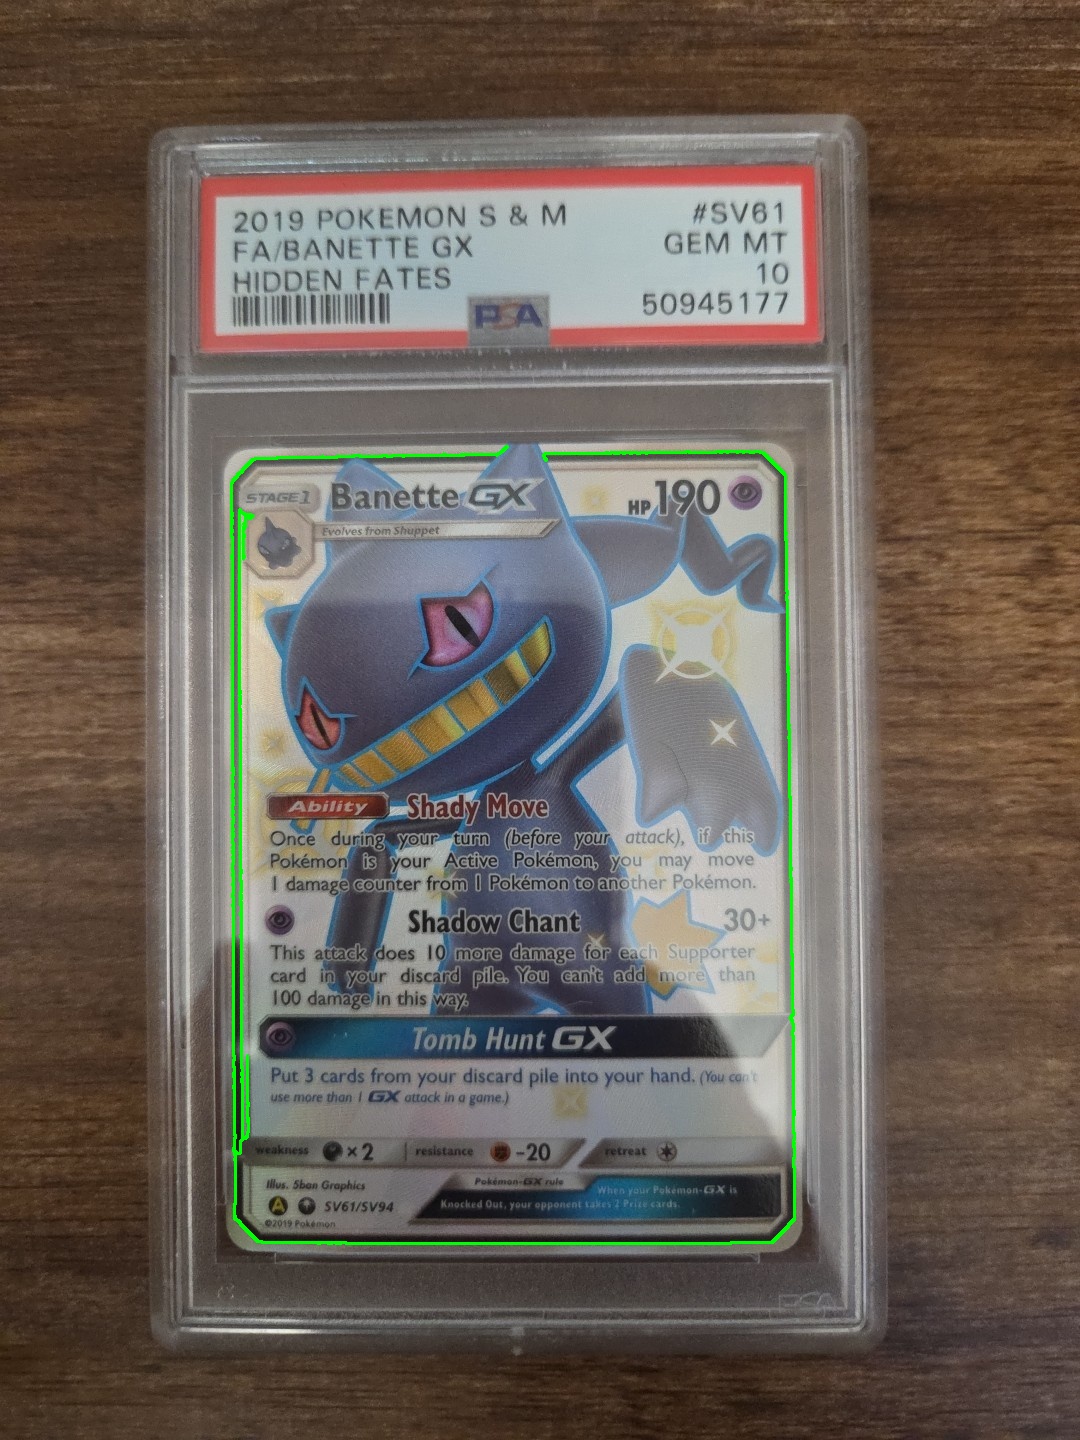 2019 POKEMON S & M #SV61
FA/BANETTE GX GEM MT
HIDDEN FATES 10
50945177
PSA
STAGE 1 Banette GX HP 190
Evolves from Shuppet
Ability Shady Move
Once during your turn (before your attack), if this
Pokémon is your Active Pokémon, you may move
1 damage counter from 1 Pokémon to another Pokémon.
Shadow Chant 30+
This attack does 10 more damage for each Supporter
card in your discard pile. You can't add more than
100 damage in this way.
Tomb Hunt GX
Put 3 cards from your discard pile into your hand. (You can't
use more than 1 GX attack in a game.)
weakness ×2 resistance -20 retreat
Illus. 5ban Graphics
Pokémon-GX rule
When your Pokémon-GX is
A SV61/SV94
Knocked Out, your opponent takes 2 Prize cards.
©2019 Pokémon
PSA